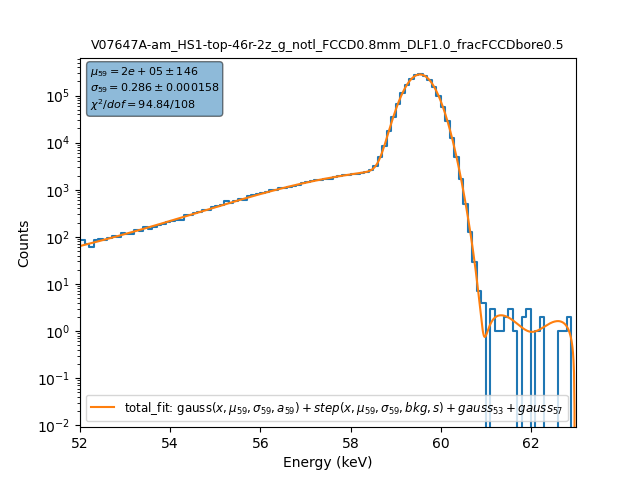 V07647A-am_HS1-top-46r-2z_g_notl_FCCD0.8mm_DLF1.0_fracFCCDbore0.5
μ₅₉ = 2e + 05 ± 146
σ₅₉ = 0.286 ± 0.000158
χ²/dof = 94.84/108
Counts
10⁵
10⁴
10³
10²
10¹
10⁰
10⁻¹
10⁻²
total_fit: gauss(x, μ₅₉, σ₅₉, a₅₉) + step(x, μ₅₉, σ₅₉, bkg, s) + gauss₅₃ + gauss₅₇
52 54 56 58 60 62
Energy (keV)